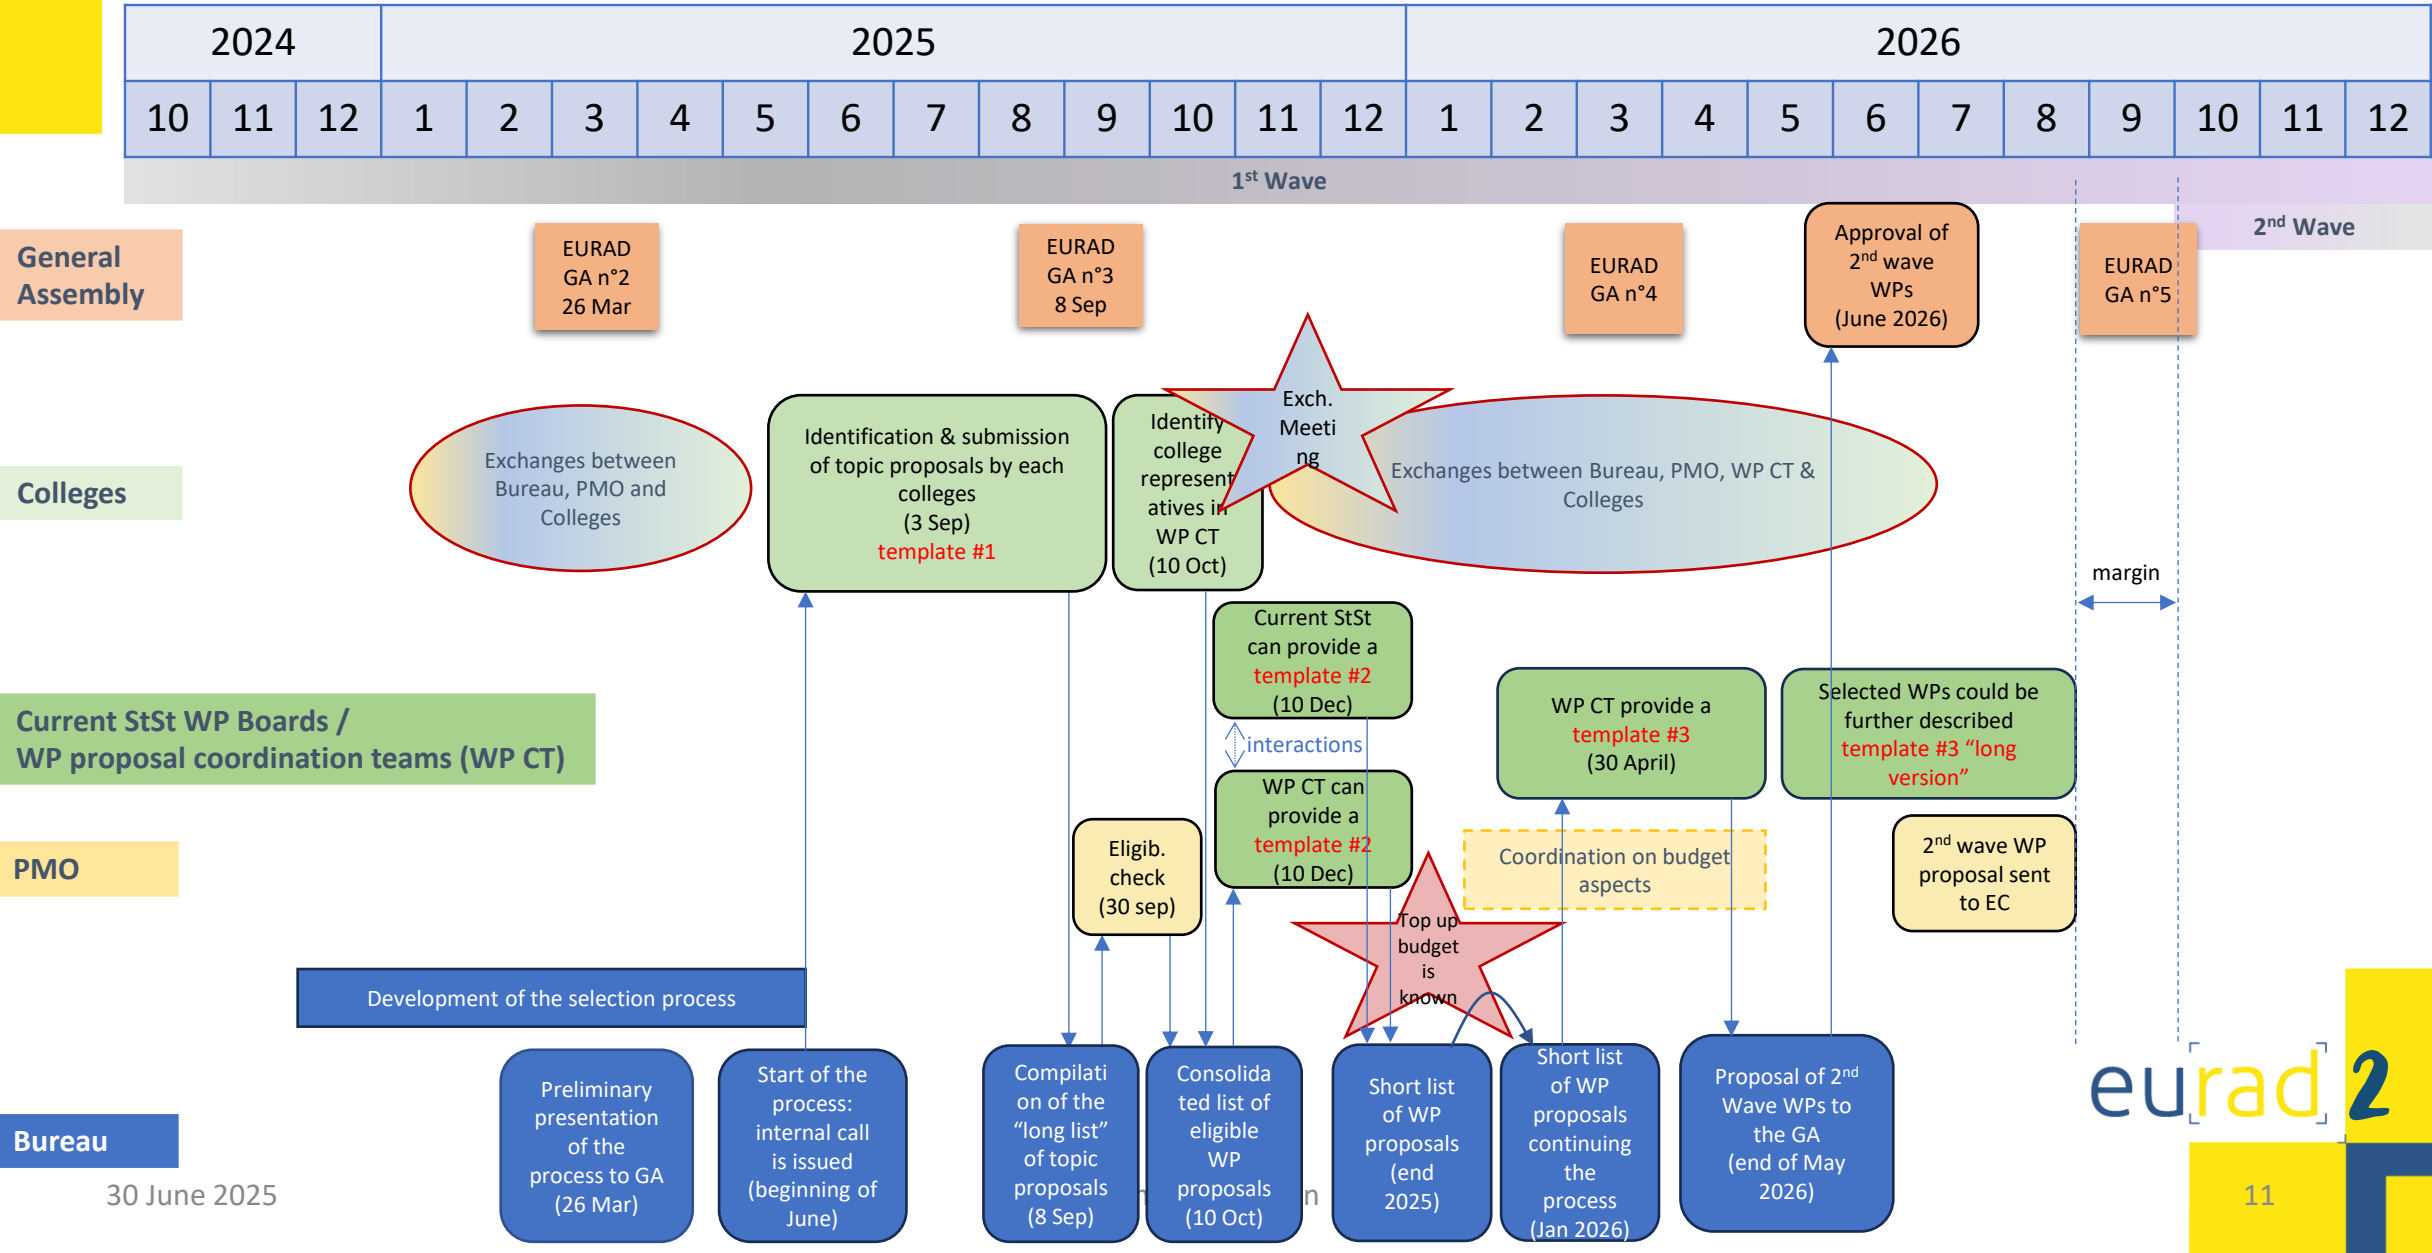 2024
2025
2026
10 11 12 1 2 3 4 5 6 7 8 9 10 11 12 1 2 3 4 5 6 7 8 9 10 11 12
1st Wave
2nd Wave
General
Assembly
EURAD
GA n°2
26 Mar
EURAD
GA n°3
8 Sep
EURAD
GA n°4
Approval of
2nd wave
WPs
(June 2026)
EURAD
GA n°5
Colleges
Exchanges between
Bureau, PMO and
Colleges
Identification & submission
of topic proposals by each
colleges
(3 Sep)
template #1
Identify
college
represent
atives in
WP CT
(10 Oct)
Exch.
Meeti
ng
Exchanges between Bureau, PMO, WP CT &
Colleges
margin
Current StSt WP Boards /
WP proposal coordination teams (WP CT)
Current StSt
can provide a
template #2
(10 Dec)
interactions
WP CT can
provide a
template #2
(10 Dec)
WP CT provide a
template #3
(30 April)
Selected WPs could be
further described
template #3 “long
version”
PMO
Eligib.
check
(30 sep)
Coordination on budget
aspects
2nd wave WP
proposal sent
to EC
Top up
budget
is
known
Development of the selection process
Bureau
Preliminary
presentation
of the
process to GA
(26 Mar)
Start of the
process:
internal call
is issued
(beginning of
June)
Compilati
on of the
“long list”
of topic
proposals
(8 Sep)
Consolida
ted list of
eligible
WP
proposals
(10 Oct)
Short list
of WP
proposals
(end
2025)
Short list
of WP
proposals
continuing
the
process
(Jan 2026)
Proposal of 2nd
Wave WPs to
the GA
(end of May
2026)
eu[rad] 2
30 June 2025
11